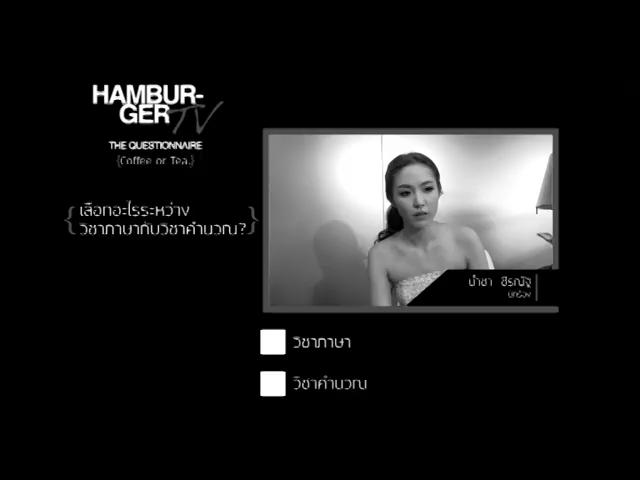 HAMBUR-
GER TV
THE QUESTIONNAIRE
{Coffee or Tea.}
{ เลือกอะไรระหว่าง
วิชาภาษากับวิชาคำนวณ? }
น้ำชา ชีรณัฐ
นักร้อง
วิชาภาษา
วิชาคำนวณ